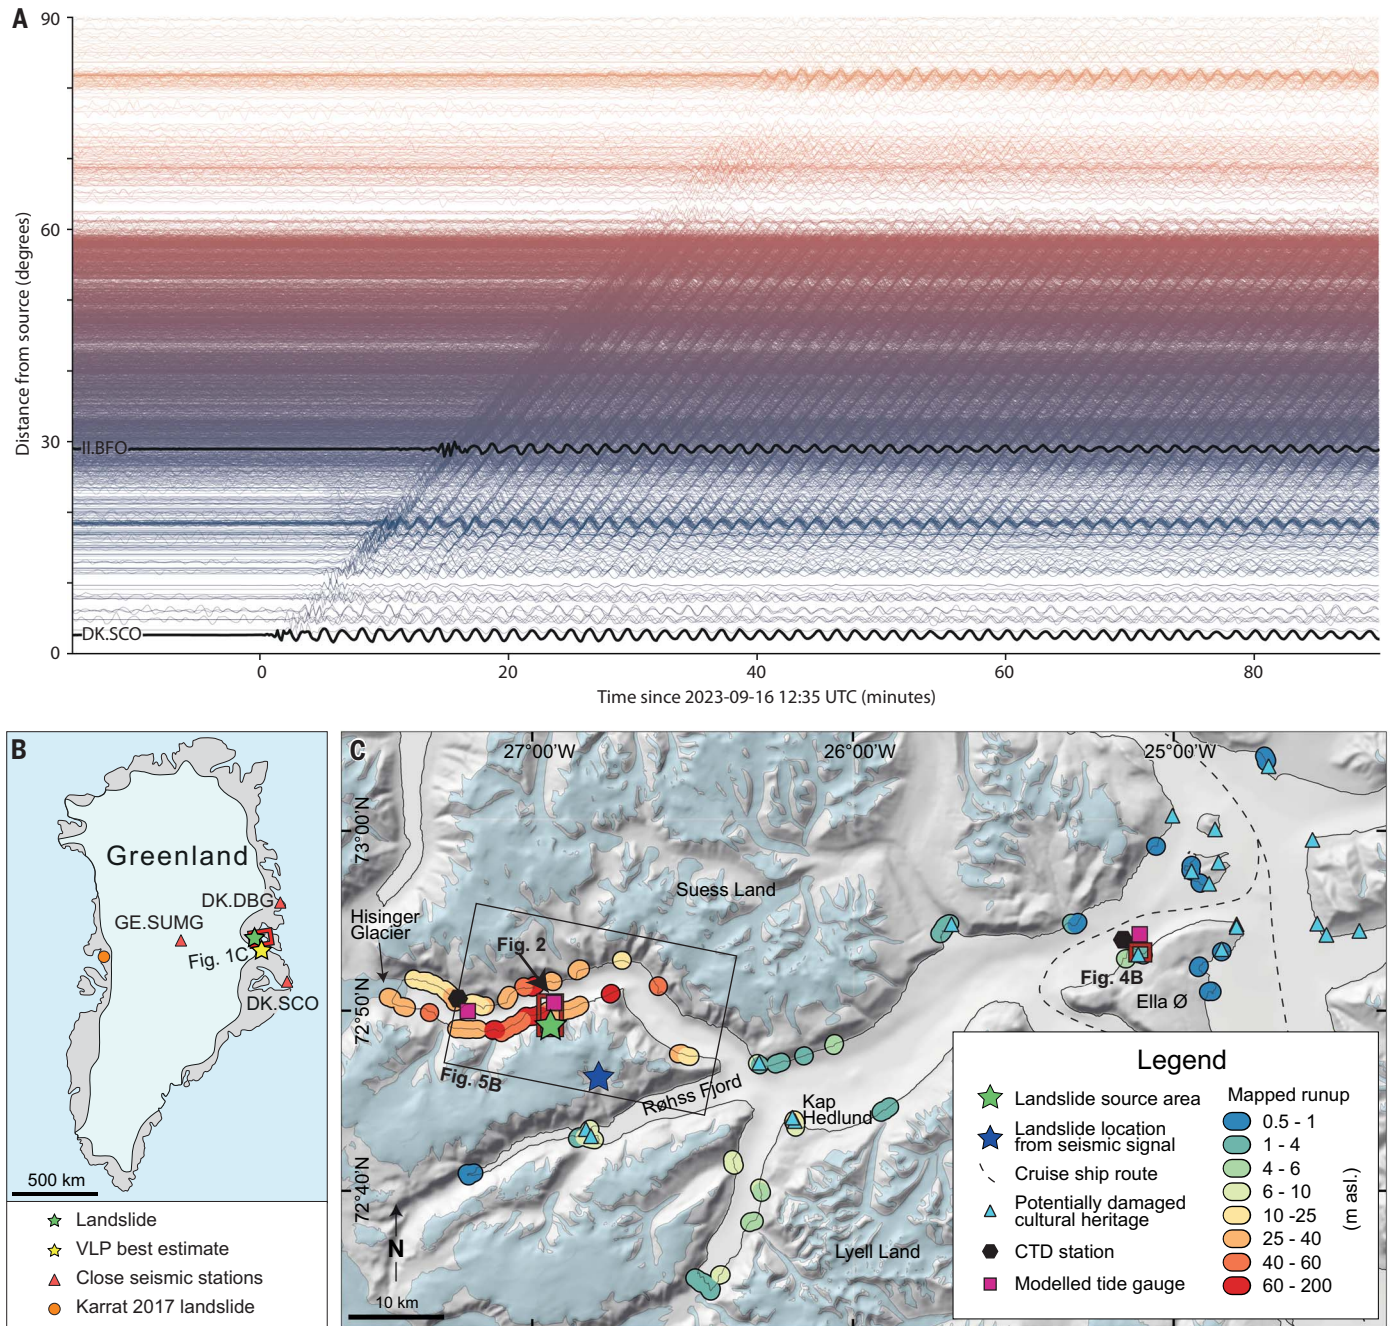 A
90
60
30
0
Distance from source (degrees)
II.BFO
DK.SCO
0
20
40
60
80
Time since 2023-09-16 12:35 UTC (minutes)
B
Greenland
DK.DBG
GE.SUMG
Fig. 1C
DK.SCO
500 km
Landslide
VLP best estimate
Close seismic stations
Karrat 2017 landslide
C
27°00'W
26°00'W
25°00'W
73°00'N
72°50'N
72°40'N
Suess Land
Hisinger
Glacier
Fig. 2
Fig. 5B
Røhss Fjord
Kap
Hedlund
Fig. 4B
Ella Ø
Lyell Land
N
10 km
Legend
Landslide source area
Landslide location
from seismic signal
Cruise ship route
Potentially damaged
cultural heritage
CTD station
Modelled tide gauge
Mapped runup
0.5 - 1
1 - 4
4 - 6
6 - 10
10 -25
25 - 40
40 - 60
60 - 200
(m asl.)